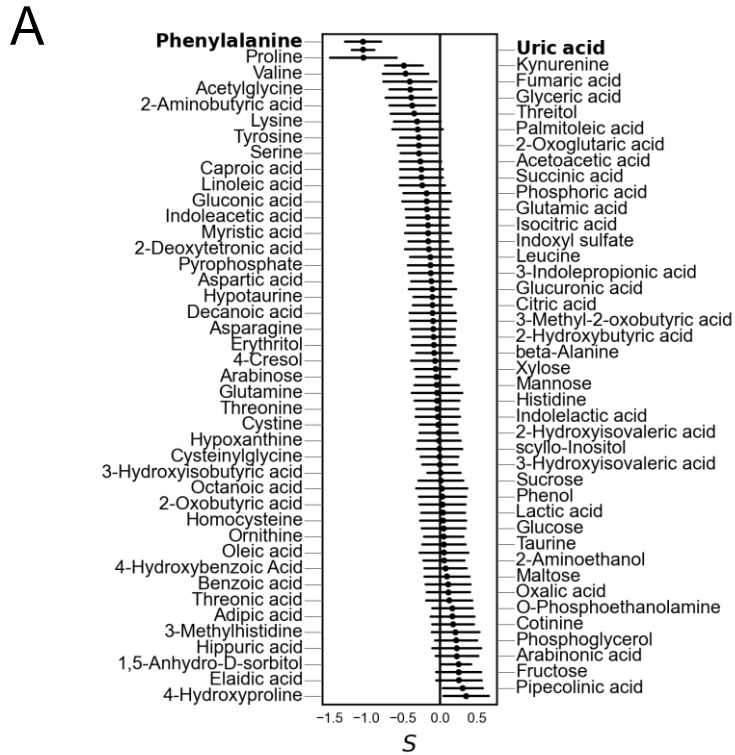 A
Phenylalanine
Uric acid
Proline
Kynurenine
Valine
Fumaric acid
Acetylglycine
Glyceric acid
2-Aminobutyric acid
Threitol
Lysine
Palmitoleic acid
Tyrosine
2-Oxoglutaric acid
Serine
Acetoacetic acid
Caproic acid
Succinic acid
Linoleic acid
Phosphoric acid
Gluconic acid
Glutamic acid
Indoleacetic acid
Isocitric acid
Myristic acid
Indoxyl sulfate
2-Deoxytetronic acid
Leucine
Pyrophosphate
3-Indolepropionic acid
Aspartic acid
Glucuronic acid
Hypotaurine
Citric acid
Decanoic acid
3-Methyl-2-oxobutyric acid
Asparagine
2-Hydroxybutyric acid
Erythritol
beta-Alanine
4-Cresol
Xylose
Arabinose
Mannose
Glutamine
Histidine
Threonine
Indolelactic acid
Cystine
2-Hydroxyisovaleric acid
Hypoxanthine
scyllo-Inositol
Cysteinylglycine
3-Hydroxyisovaleric acid
3-Hydroxyisobutyric acid
Sucrose
Octanoic acid
Phenol
2-Oxobutyric acid
Lactic acid
Homocysteine
Glucose
Ornithine
Taurine
Oleic acid
2-Aminoethanol
4-Hydroxybenzoic Acid
Maltose
Benzoic acid
Oxalic acid
Threonic acid
O-Phosphoethanolamine
Adipic acid
Cotinine
3-Methylhistidine
Phosphoglycerol
Hippuric acid
Arabinonic acid
1,5-Anhydro-D-sorbitol
Fructose
Elaidic acid
Pipecolinic acid
4-Hydroxyproline
−1.5 −1.0 −0.5 0.0 0.5
S